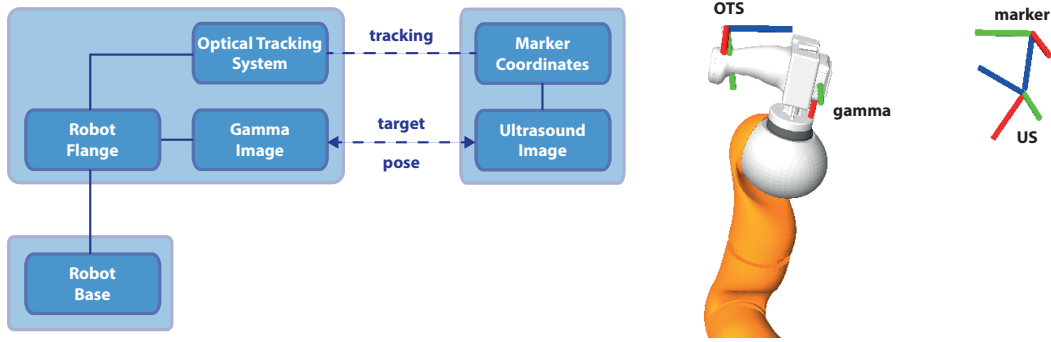 Optical Tracking
System
tracking
Marker
Coordinates
Robot
Flange
Gamma
Image
target
pose
Ultrasound
Image
Robot
Base
OTS
gamma
marker
US